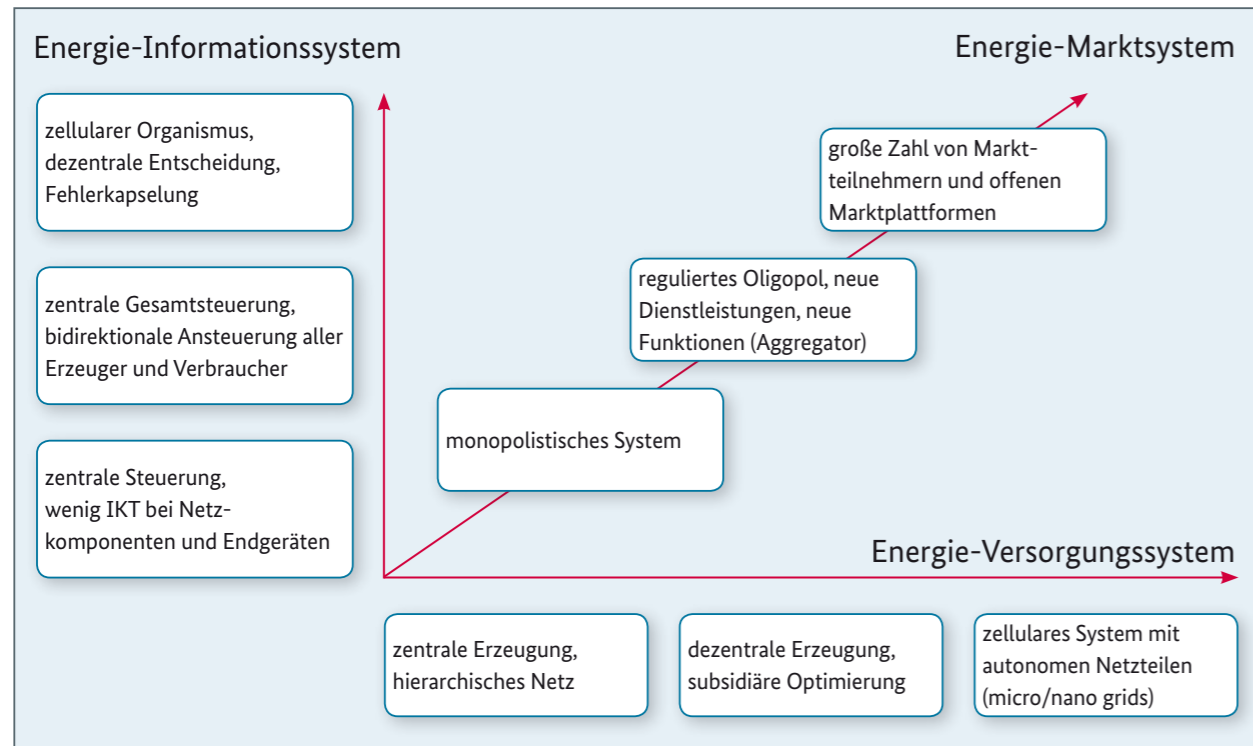 Energie-Informationssystem
Energie-Marktsystem
zellularer Organismus,
dezentrale Entscheidung,
Fehlerkapselung
große Zahl von Markt-
teilnehmern und offenen
Marktplattformen
zentrale Gesamtsteuerung,
bidirektionale Ansteuerung aller
Erzeuger und Verbraucher
reguliertes Oligopol, neue
Dienstleistungen, neue
Funktionen (Aggregator)
monopolistisches System
zentrale Steuerung,
wenig IKT bei Netz-
komponenten und Endgeräten
Energie-Versorgungssystem
zentrale Erzeugung,
hierarchisches Netz
dezentrale Erzeugung,
subsidiäre Optimierung
zellulares System mit
autonomen Netzteilen
(micro/nano grids)